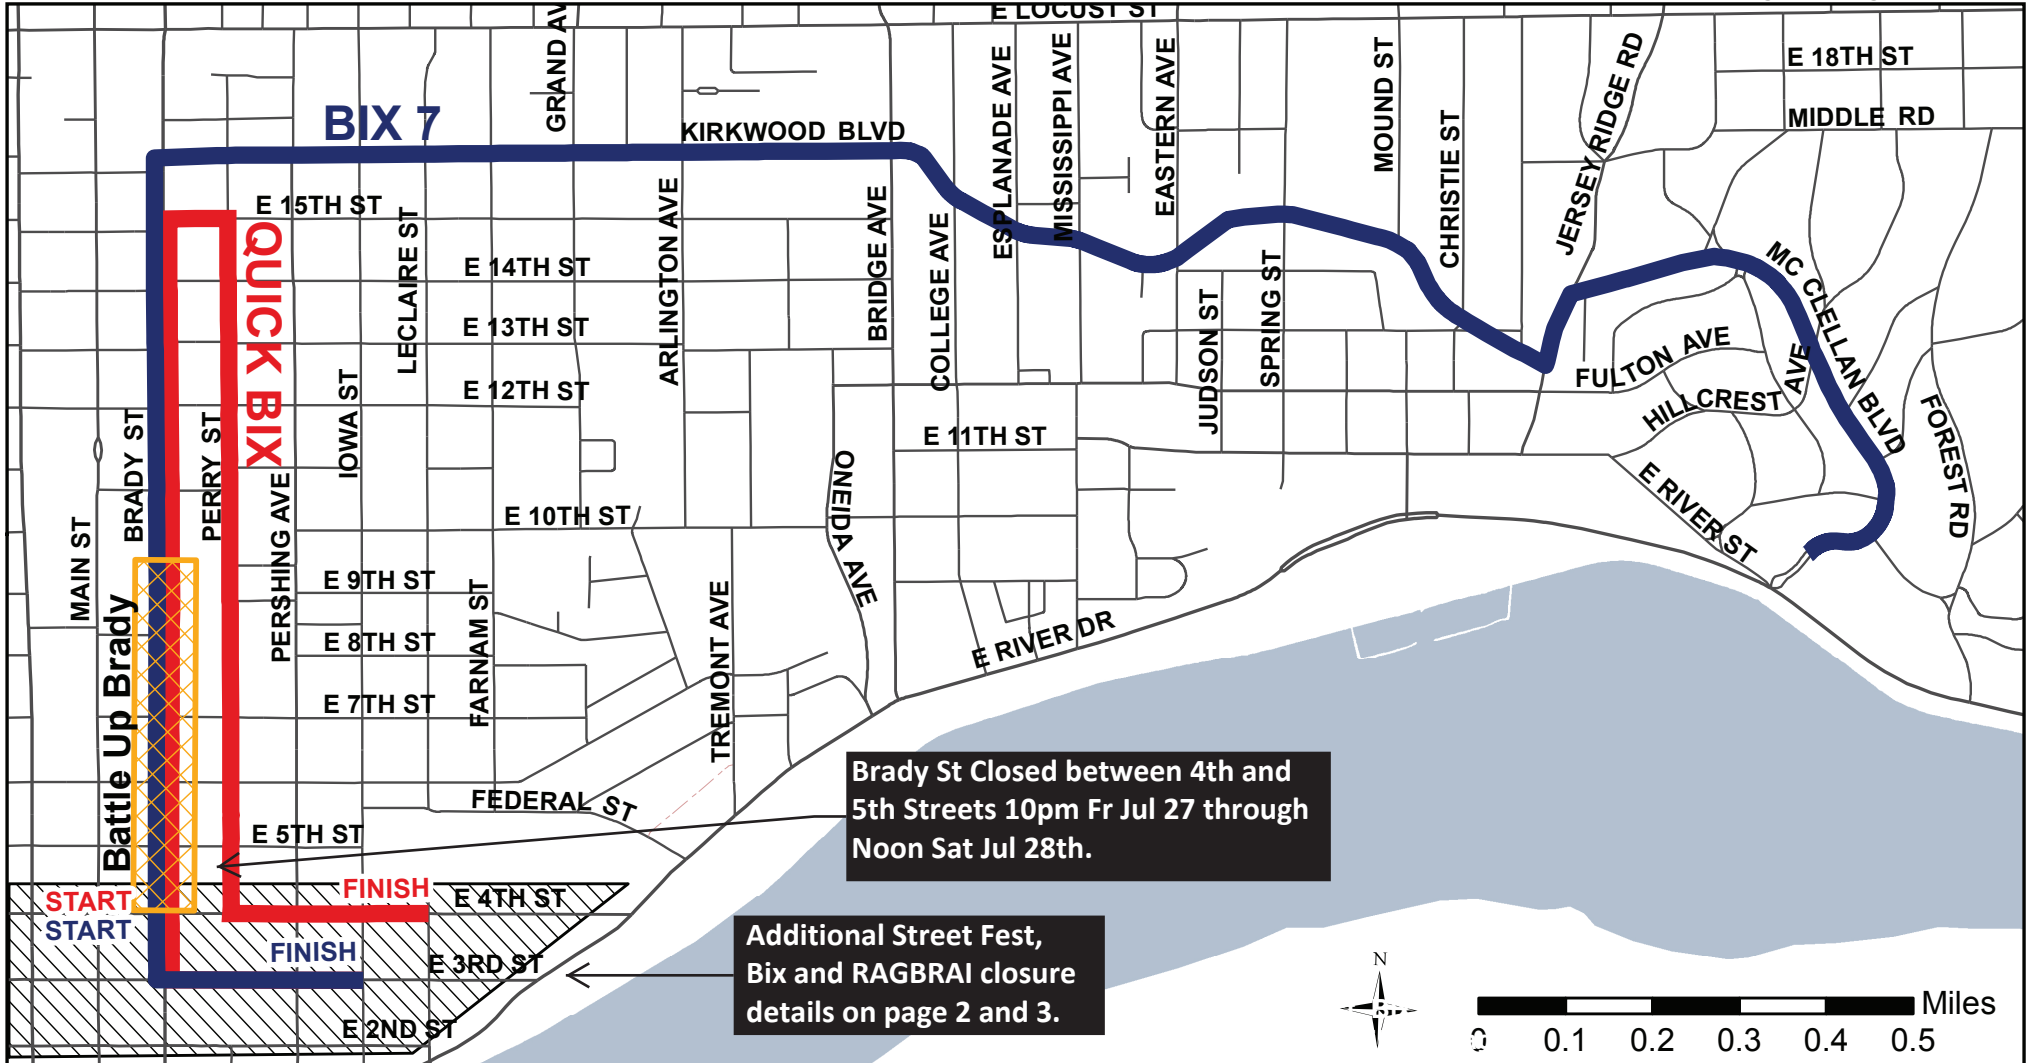 E LOCUST ST
GRAND AV
ESPLANADE AVE
MISSISSIPPI AVE
EASTERN AVE
MOUND ST
CHRISTIE ST
JERSEY RIDGE RD
E 18TH ST
MIDDLE RD
BIX 7
KIRKWOOD BLVD
E 15TH ST
QUICK BIX
LECLAIRE ST
E 14TH ST
E 13TH ST
E 12TH ST
ARLINGTON AVE
BRIDGE AVE
COLLEGE AVE
JUDSON ST
SPRING ST
FULTON AVE
HILLCREST AVE
MC CLELLAN BLVD
FOREST RD
E RIVER ST
E 11TH ST
ONEIDA AVE
IOWA ST
BRADY ST
PERRY ST
MAIN ST
PERSHING AVE
E 10TH ST
E 9TH ST
E 8TH ST
E 7TH ST
FARNAM ST
TREMONT AVE
E RIVER DR
Battle Up Brady
FEDERAL ST
E 5TH ST
Brady St Closed between 4th and
5th Streets 10pm Fr Jul 27 through
Noon Sat Jul 28th.
START
START
FINISH
E 4TH ST
FINISH
E 3RD ST
E 2ND ST
Additional Street Fest,
Bix and RAGBRAI closure
details on page 2 and 3.
N
Miles
0 0.1 0.2 0.3 0.4 0.5